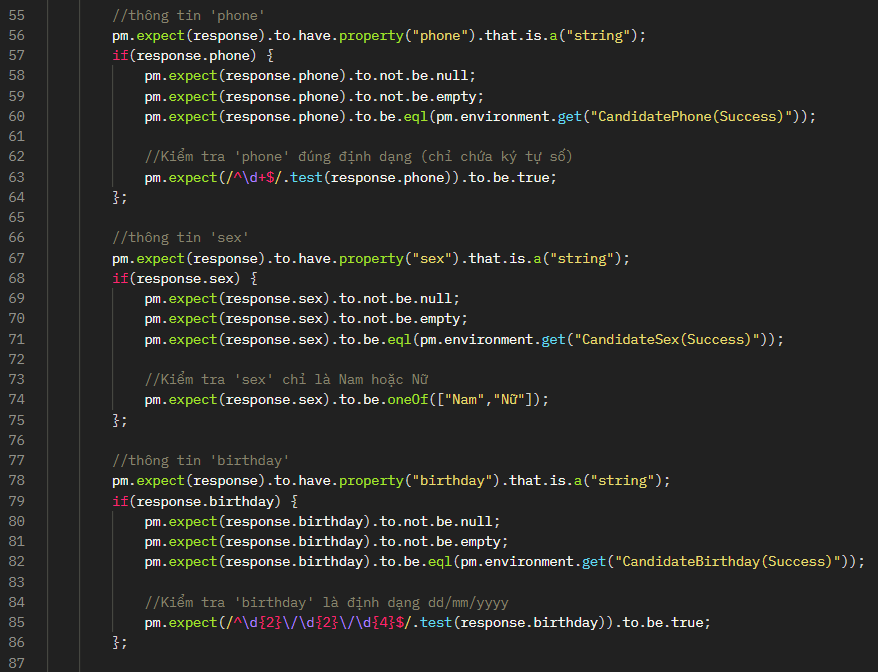 55 //thông tin 'phone'
56 pm.expect(response).to.have.property("phone").that.is.a("string");
57 if(response.phone) {
58 pm.expect(response.phone).to.not.be.null;
59 pm.expect(response.phone).to.not.be.empty;
60 pm.expect(response.phone).to.be.eql(pm.environment.get("CandidatePhone(Success)"));
61
62 //Kiểm tra 'phone' đúng định dạng (chỉ chứa ký tự số)
63 pm.expect(/^\d+$/.test(response.phone)).to.be.true;
64 };
65
66 //thông tin 'sex'
67 pm.expect(response).to.have.property("sex").that.is.a("string");
68 if(response.sex) {
69 pm.expect(response.sex).to.not.be.null;
70 pm.expect(response.sex).to.not.be.empty;
71 pm.expect(response.sex).to.be.eql(pm.environment.get("CandidateSex(Success)"));
72
73 //Kiểm tra 'sex' chỉ là Nam hoặc Nữ
74 pm.expect(response.sex).to.be.oneOf(["Nam","Nữ"]);
75 };
76
77 //thông tin 'birthday'
78 pm.expect(response).to.have.property("birthday").that.is.a("string");
79 if(response.birthday) {
80 pm.expect(response.birthday).to.not.be.null;
81 pm.expect(response.birthday).to.not.be.empty;
82 pm.expect(response.birthday).to.be.eql(pm.environment.get("CandidateBirthday(Success)"));
83
84 //Kiểm tra 'birthday' là định dạng dd/mm/yyyy
85 pm.expect(/^\d{2}\/\d{2}\/\d{4}$/.test(response.birthday)).to.be.true;
86 };
87